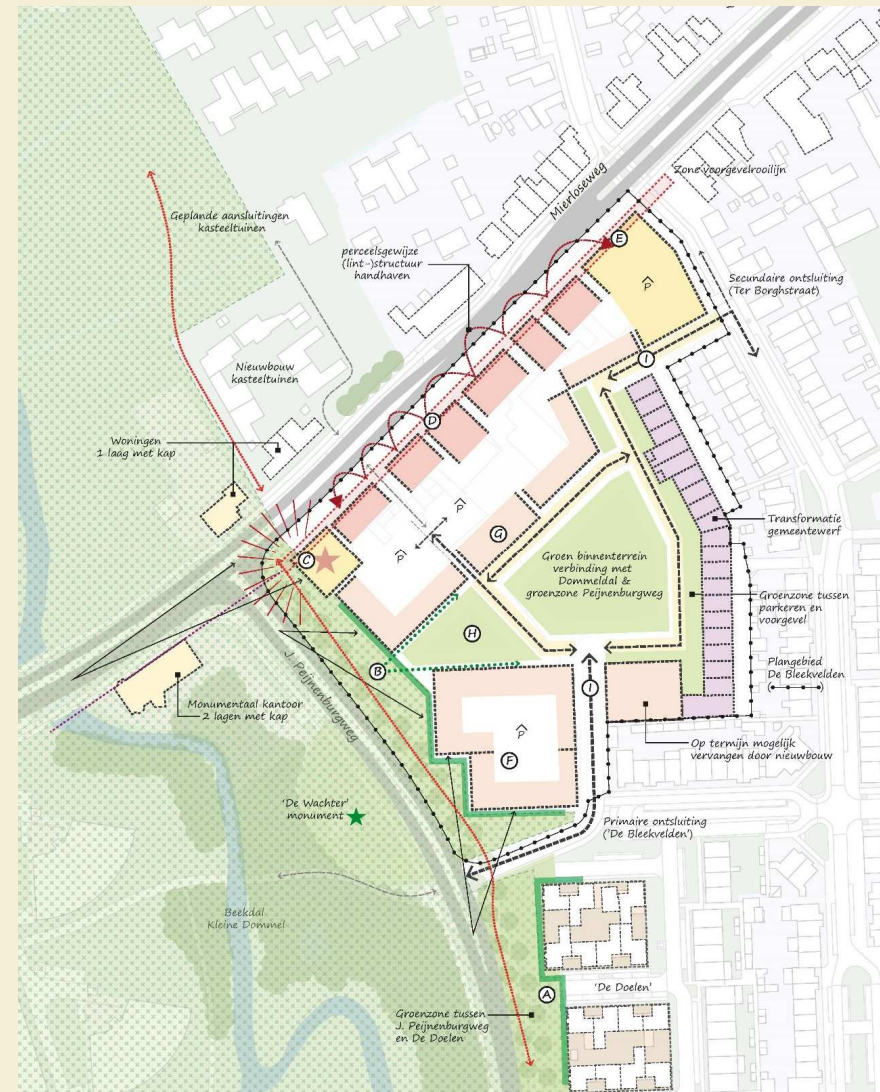 Mierloseweg
Zone voorgevelrooilijn
Geplande aansluitingen
kasteeltuinen
E
perceelsgewijze
(lint-)structuur
handhaven
P
Secundaire ontsluiting
(Ter Borghstraat)
Nieuwbouw
kasteeltuinen
I
D
Woningen
1 laag met kap
P
Transformatie
gemeentewerf
G
C
P
Groen binnenterrein
verbinding met
Dommeldal &
groenzone Peijnenburgweg
Groenzone tussen
parkeren en
voorgevel
H
B
J. Peijnenburgweg
Plangebied
De Bleekvelden
I
Monumentaal kantoor
2 lagen met kap
P
F
Op termijn mogelijk
vervangen door nieuwbouw
'De Wachter'
monument
Primaire ontsluiting
('De Bleekvelden')
Beekdal
Kleine Dommel
'De Doelen'
A
Groenzone tussen
J. Peijnenburgweg
en De Doelen